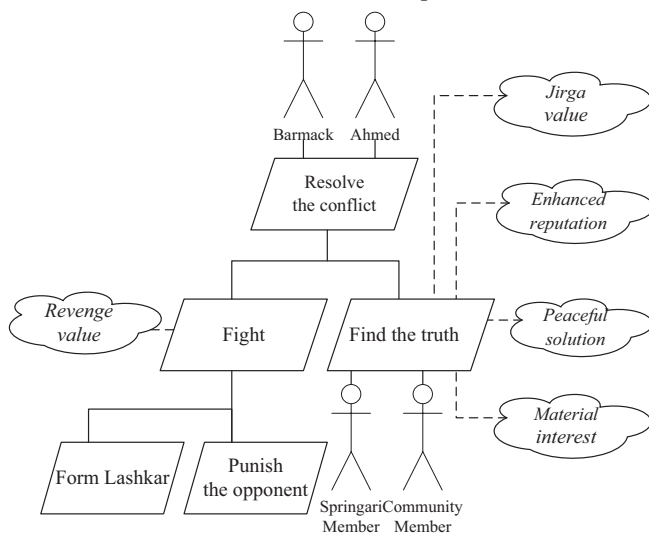 Jirga
value
Barmack
Ahmed
Resolve
the conflict
Enhanced
reputation
Revenge
value
Fight
Find the truth
Peaceful
solution
Material
interest
Form Lashkar
Punish
the opponent
Springari
Member
Community
Member